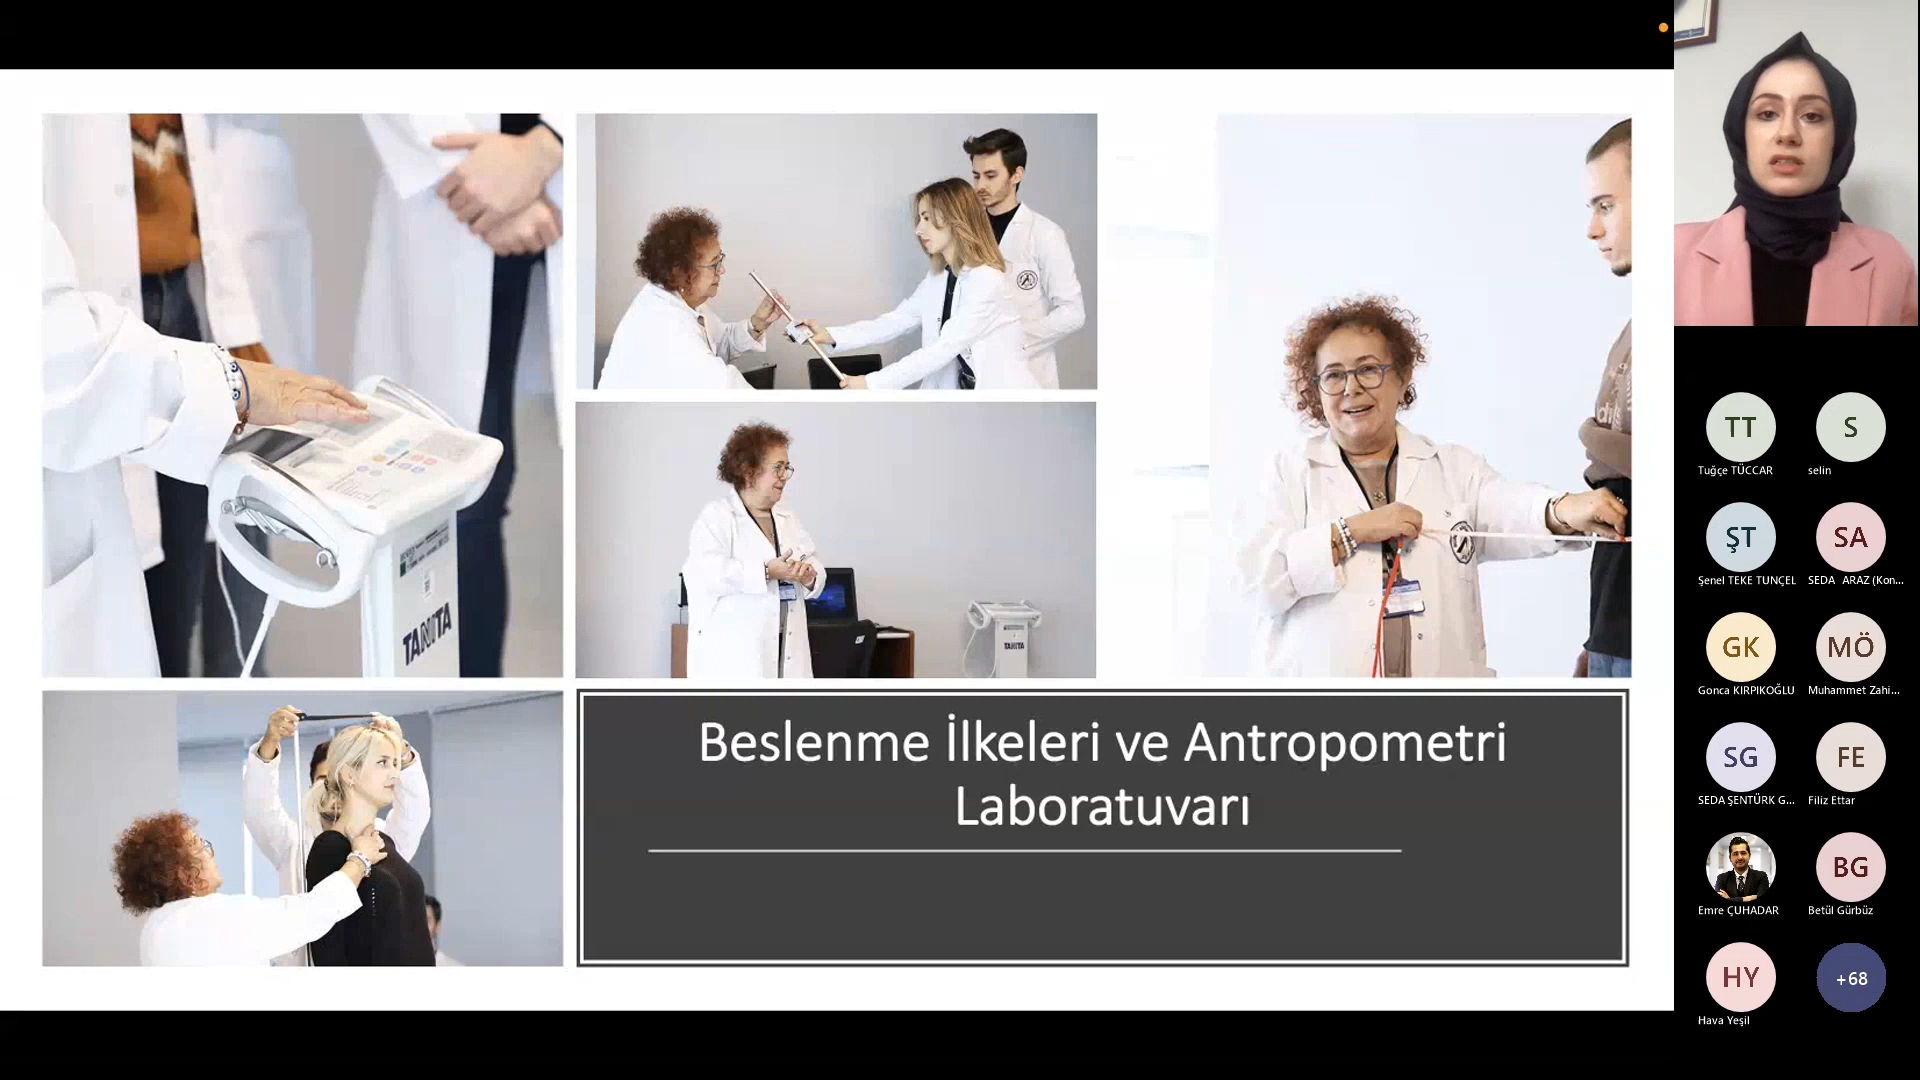 TANITA
TANITA
Beslenme İlkeleri ve Antropometri
Laboratuvarı
TT
S
Tuğçe TÜCCAR
selin
ŞT
SA
Şenel TEKE TUNÇEL
SEDA ARAZ (Kon...
GK
MÖ
Gonca KIRPIKOĞLU
Muhammet Zahi...
SG
FE
SEDA ŞENTÜRK G...
Filiz Ettar
BG
Emre ÇUHADAR
Betül Gürbüz
HY
+68
Hava Yeşil